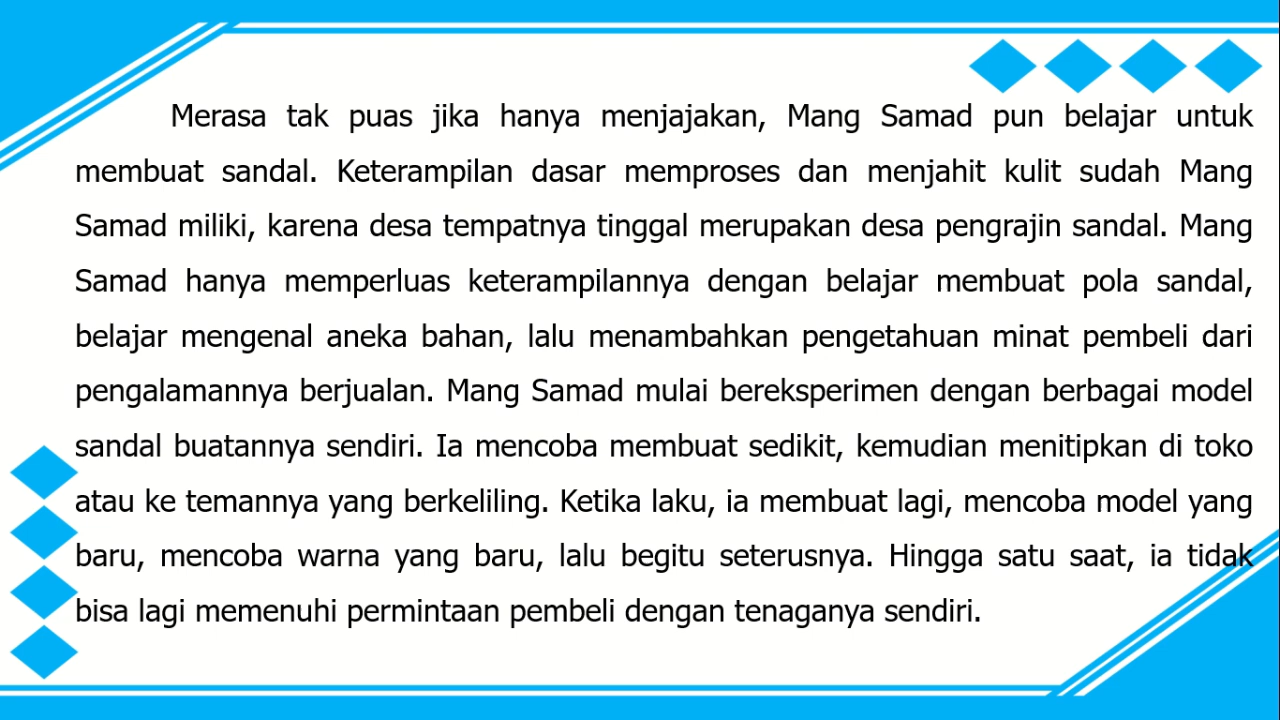 Merasa tak puas jika hanya menjajakan, Mang Samad pun belajar untuk
membuat sandal. Keterampilan dasar memproses dan menjahit kulit sudah Mang
Samad miliki, karena desa tempatnya tinggal merupakan desa pengrajin sandal. Mang
Samad hanya memperluas keterampilannya dengan belajar membuat pola sandal,
belajar mengenal aneka bahan, lalu menambahkan pengetahuan minat pembeli dari
pengalamannya berjualan. Mang Samad mulai bereksperimen dengan berbagai model
sandal buatannya sendiri. Ia mencoba membuat sedikit, kemudian menitipkan di toko
atau ke temannya yang berkeliling. Ketika laku, ia membuat lagi, mencoba model yang
baru, mencoba warna yang baru, lalu begitu seterusnya. Hingga satu saat, ia tidak
bisa lagi memenuhi permintaan pembeli dengan tenaganya sendiri.